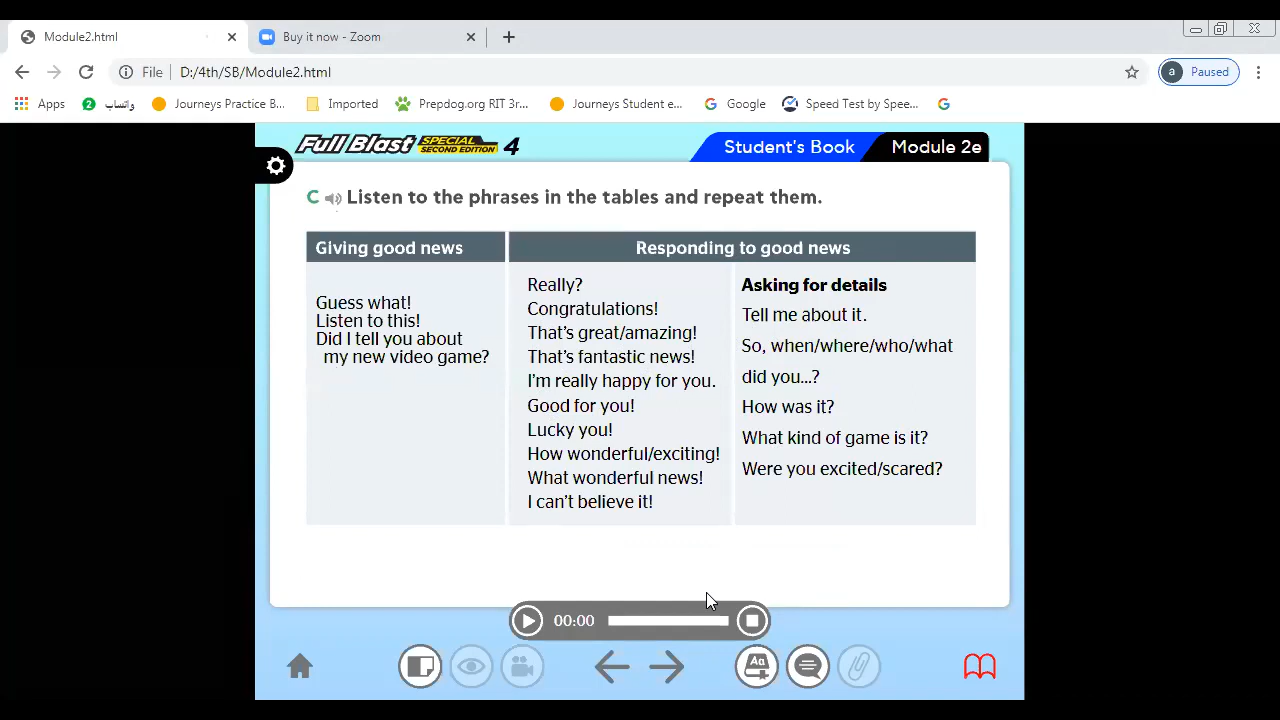 Module2.html
Buy it now - Zoom
File D:/4th/SB/Module2.html
a Paused
Apps
2 واتساب
Journeys Practice B...
Imported
Prepdog.org RIT 3r...
Journeys Student e...
Google
Speed Test by Spee...
Full Blast SPECIAL SECOND EDITION 4
Student's Book
Module 2e
C Listen to the phrases in the tables and repeat them.
Giving good news
Guess what!
Listen to this!
Did I tell you about
my new video game?
Responding to good news
Really?
Congratulations!
That's great/amazing!
That's fantastic news!
I'm really happy for you.
Good for you!
Lucky you!
How wonderful/exciting!
What wonderful news!
I can't believe it!
Asking for details
Tell me about it.
So, when/where/who/what
did you...?
How was it?
What kind of game is it?
Were you excited/scared?
00:00
Aa